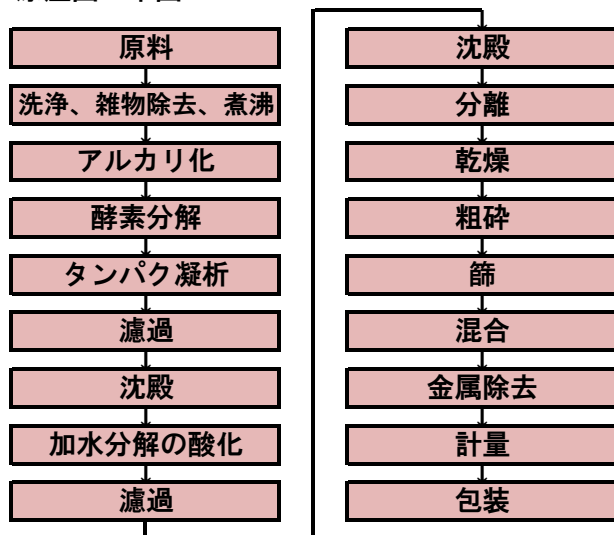 原料
洗浄、雑物除去、煮沸
アルカリ化
酵素分解
タンパク凝析
濾過
沈殿
加水分解の酸化
濾過
沈殿
分離
乾燥
粗砕
篩
混合
金属除去
計量
包装